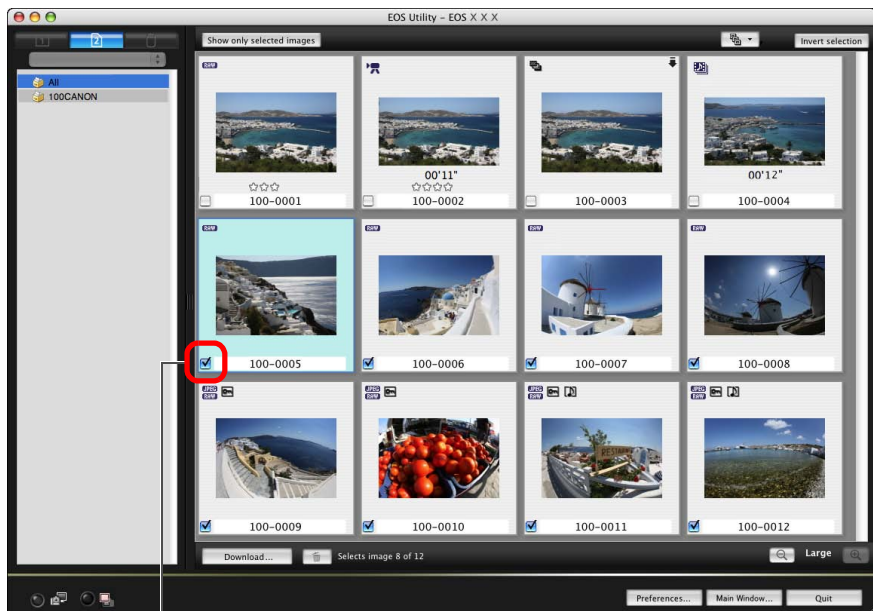 EOS Utility - EOS X X X
1 2
Show only selected images
Invert selection
All
100CANON
RAW
00'11"
00'12"
100-0001
100-0002
100-0003
100-0004
RAW
RAW
RAW
RAW
100-0005
100-0006
100-0007
100-0008
JPEG
RAW
JPEG
RAW
JPEG
RAW
JPEG
RAW
100-0009
100-0010
100-0011
100-0012
Download...
Selects image 8 of 12
Large
Preferences...
Main Window...
Quit